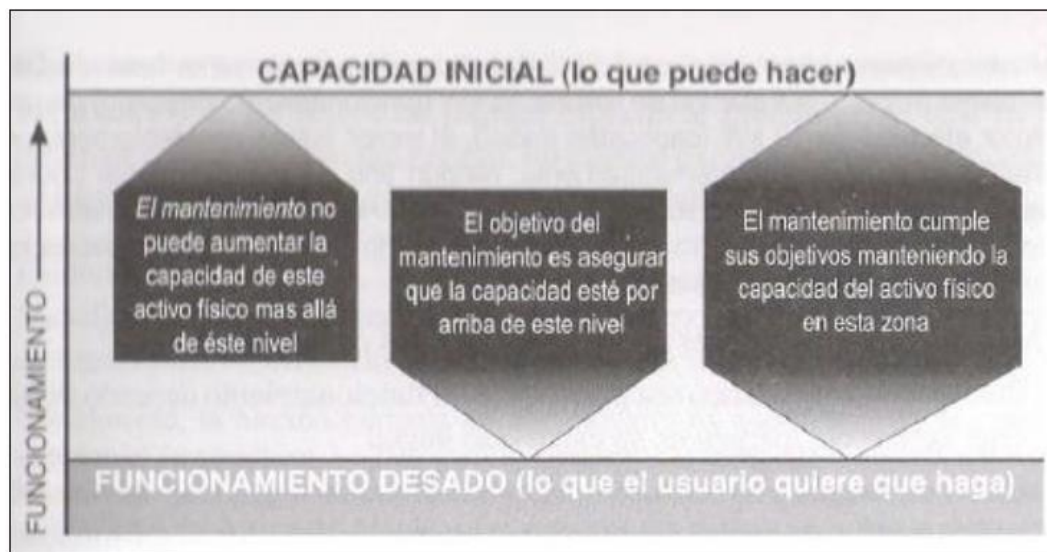 CAPACIDAD INICIAL (lo que puede hacer)
El mantenimiento no
puede aumentar la
capacidad de este
activo físico mas allá
de éste nivel
El objetivo del
mantenimiento es asegurar
que la capacidad esté por
arriba de este nivel
El mantenimiento cumple
sus objetivos manteniendo la
capacidad del activo físico
en esta zona
FUNCIONAMIENTO
FUNCIONAMIENTO DESADO (lo que el usuario quiere que haga)